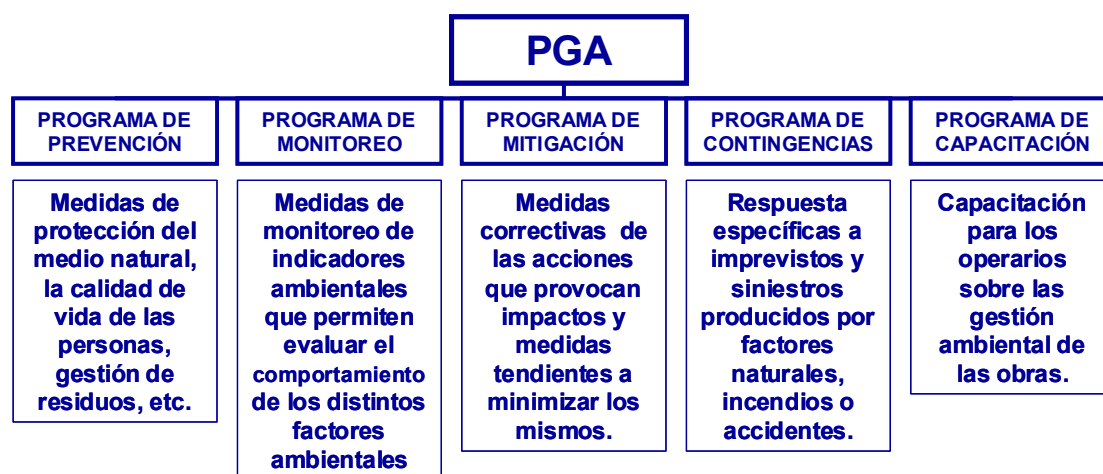 PGA
PROGRAMA DE
PREVENCIÓN
PROGRAMA DE
MONITOREO
PROGRAMA DE
MITIGACIÓN
PROGRAMA DE
CONTINGENCIAS
PROGRAMA DE
CAPACITACIÓN
Medidas de
protección del
medio natural,
la calidad de
vida de las
personas,
gestión de
residuos, etc.
Medidas de
monitoreo de
indicadores
ambientales
que permiten
evaluar el
comportamiento
de los distintos
factores
ambientales
Medidas
correctivas de
las acciones
que provocan
impactos y
medidas
tendientes a
minimizar los
mismos.
Respuesta
específicas a
imprevistos y
siniestros
producidos por
factores
naturales,
incendios o
accidentes.
Capacitación
para los
operarios
sobre las
gestión
ambiental de
las obras.